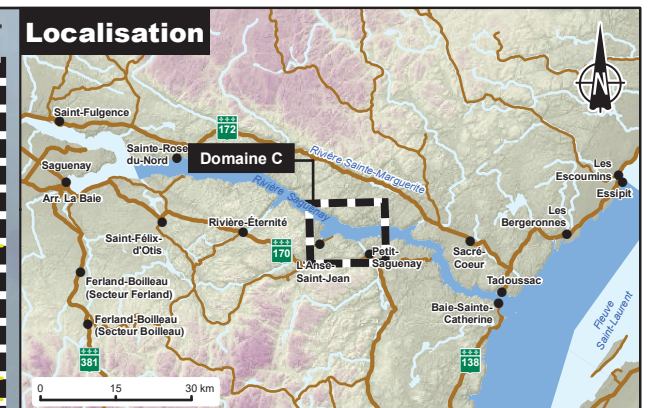 Localisation
N
Saint-Fulgence
172
Sainte-Rose-
du-Nord
Domaine C
Rivière Sainte-Marguerite
Saguenay
Arr. La Baie
Rivière Saguenay
Les
Escoumins
Essipit
Les
Bergeronnes
Rivière-Éternité
Saint-Félix-
d'Otis
170
L'Anse-
Saint-Jean
Petit-
Saguenay
Sacré-
Coeur
Ferland-Boilleau
(Secteur Ferland)
Tadoussac
Baie-Sainte-
Catherine
Ferland-Boilleau
(Secteur Boilleau)
Fleuve
Saint-Laurent
381
138
0 15 30 km